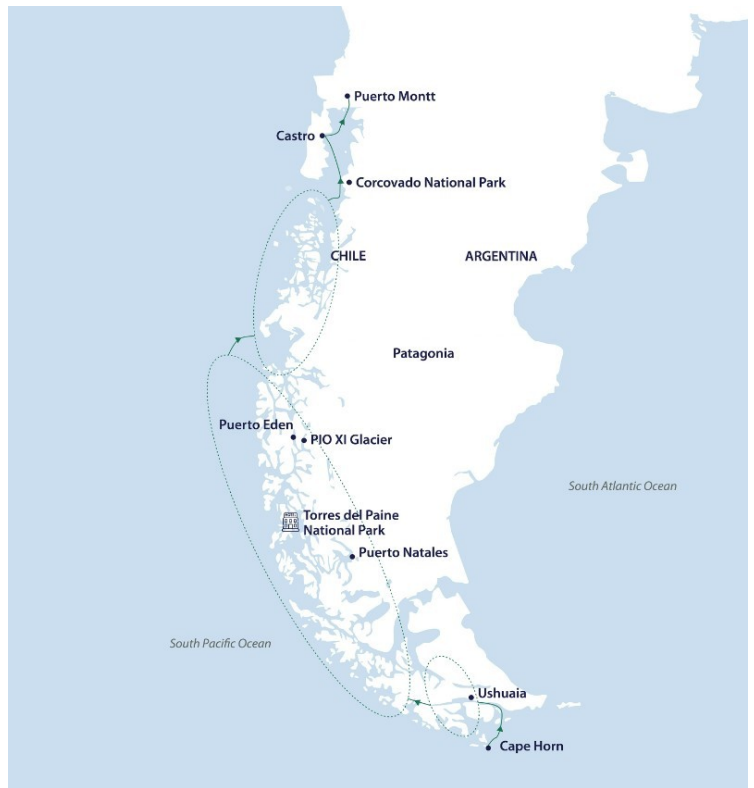 Puerto Montt
Castro
Corcovado National Park
CHILE
ARGENTINA
Patagonia
Puerto Eden
PIO XI Glacier
South Atlantic Ocean
Torres del Paine
National Park
Puerto Natales
South Pacific Ocean
Ushuaia
Cape Horn